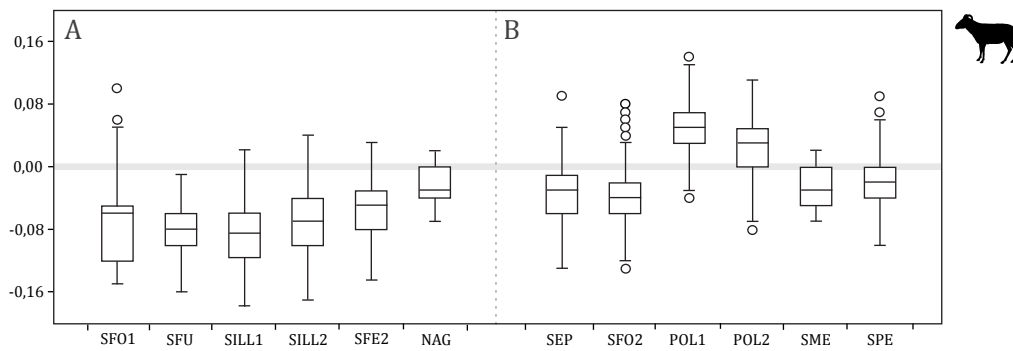 A B
0,16
0,08
0,00
-0,08
-0,16
SFO1 SFU SILL1 SILL2 SFE2 NAG SEP SFO2 POL1 POL2 SME SPE